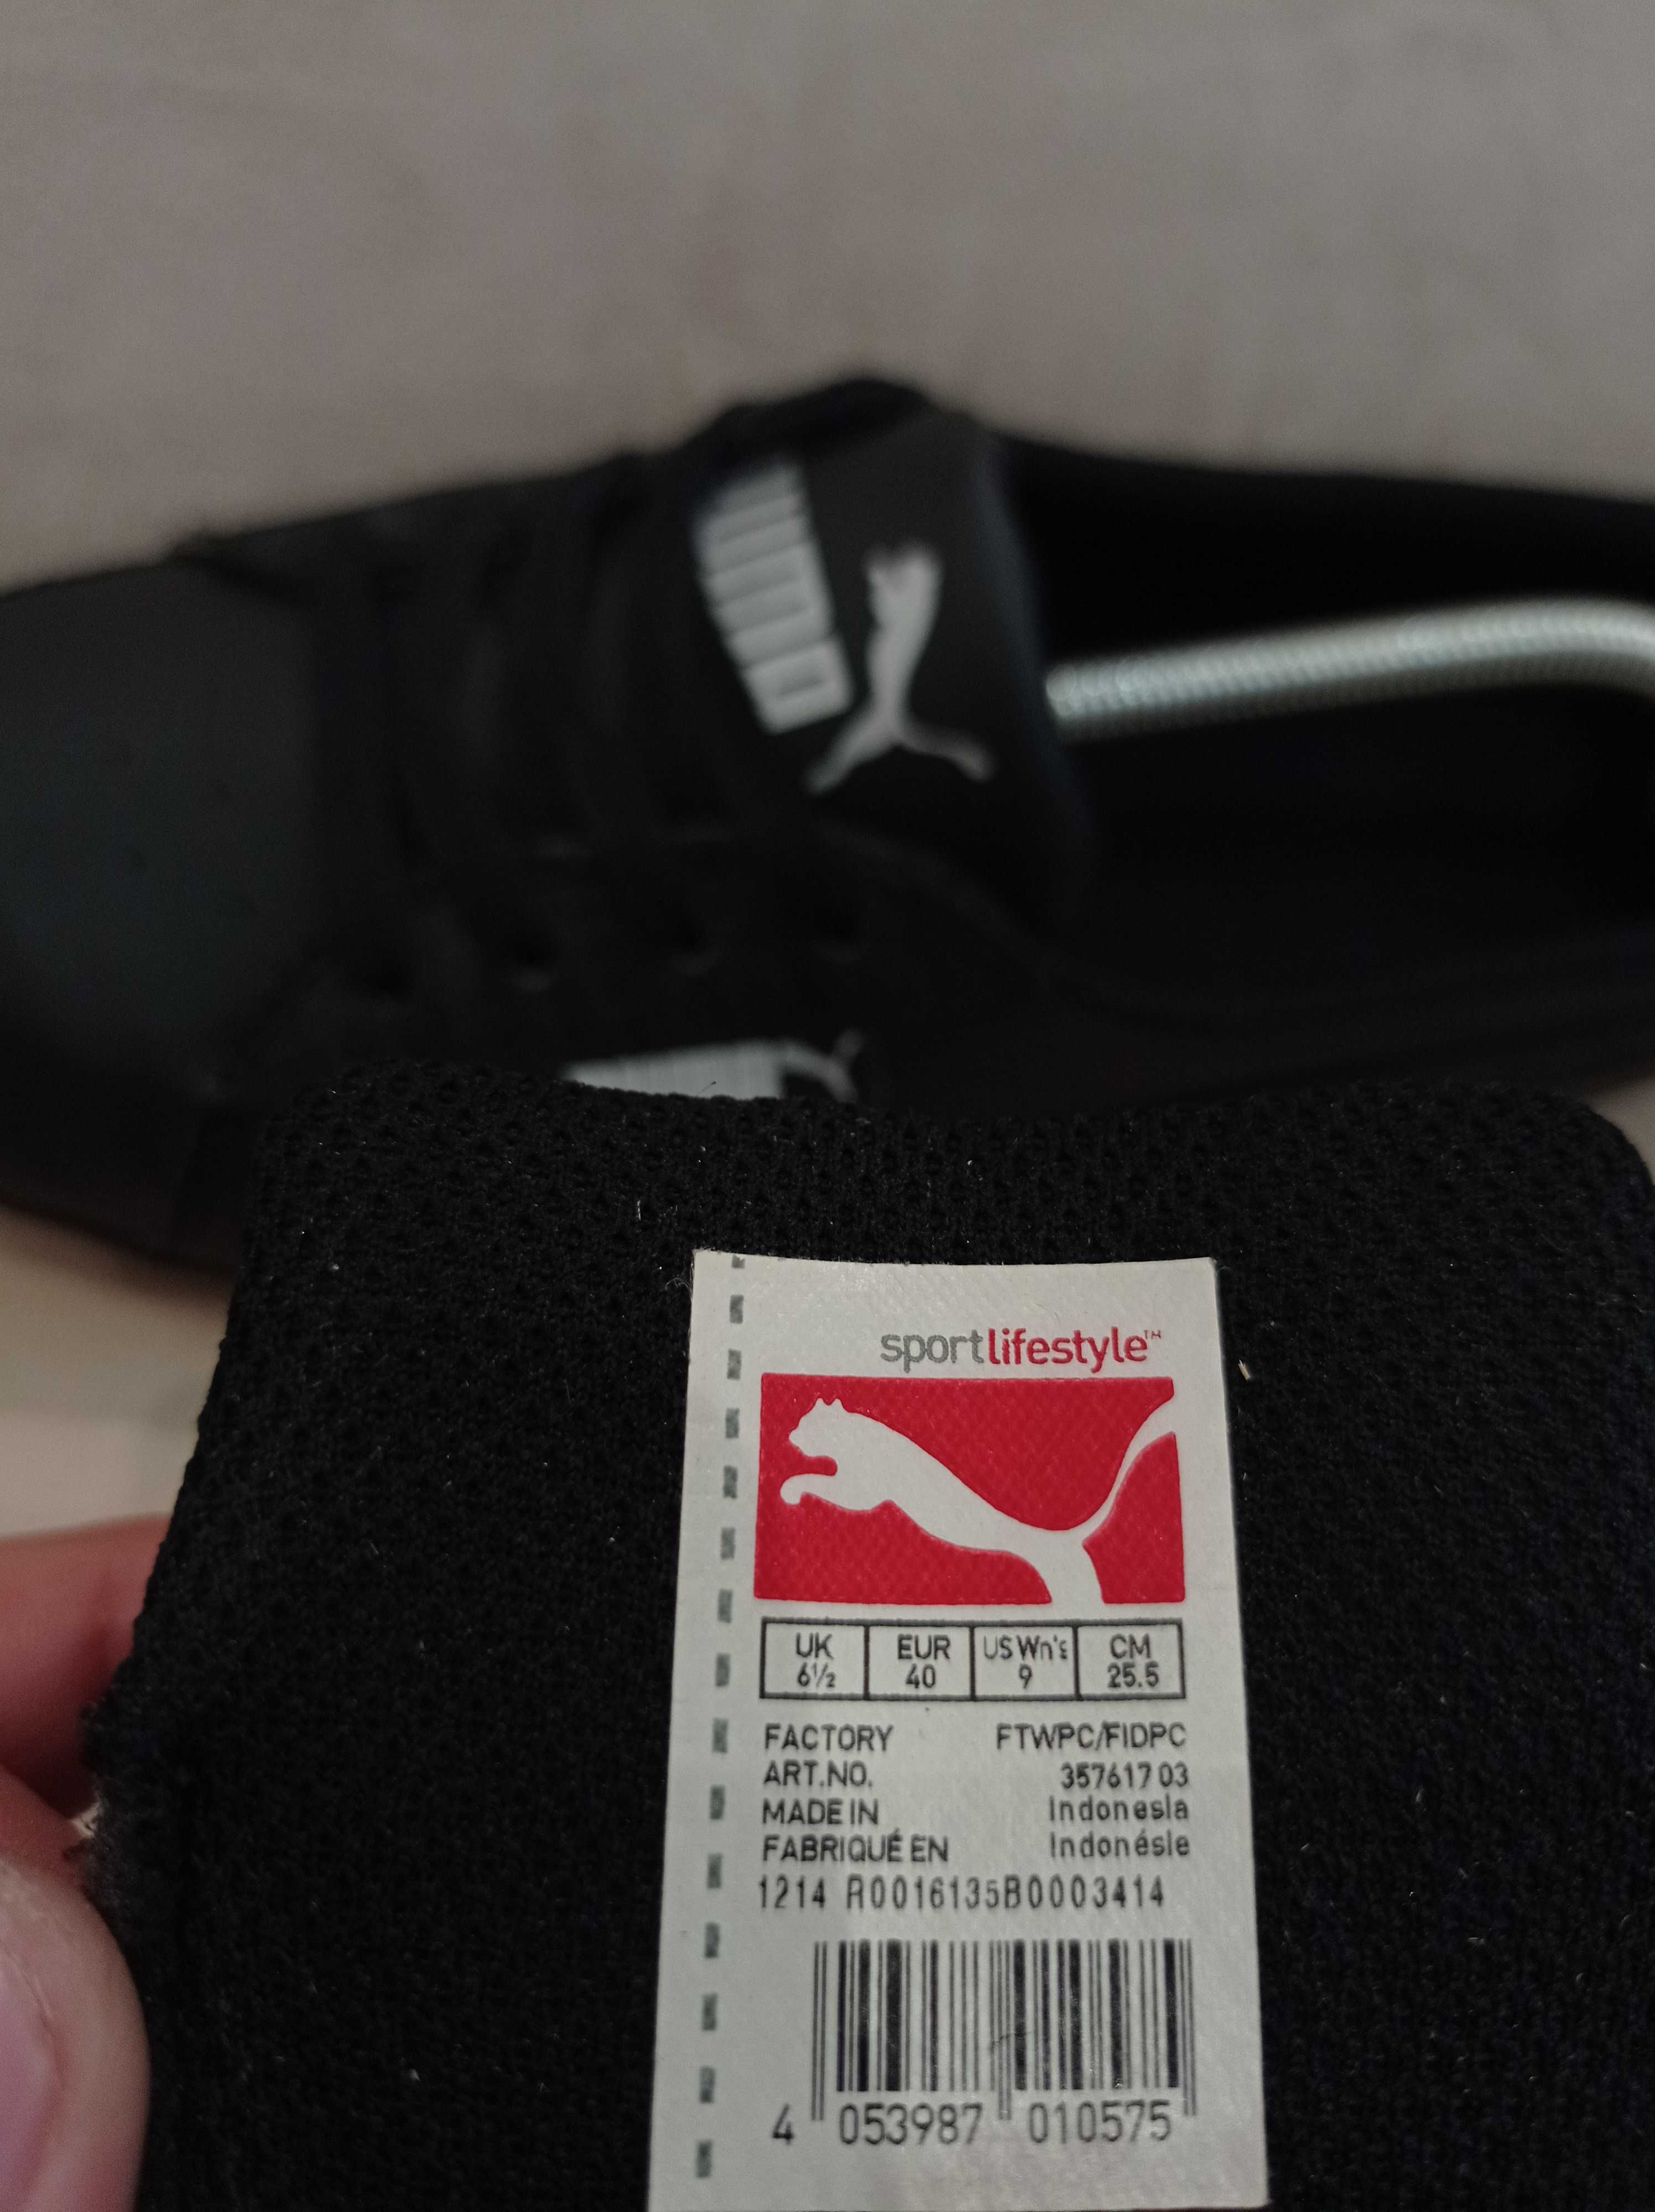 sportlifestyle™
UK EUR US Wn's CM
6½ 40 9 25.5
FACTORY FTWPC/FIDPC
ART.NO. 357617 03
MADE IN Indonesia
FABRIQUÉ EN Indonésie
1214 R0016135B0003414
4 053987 010575